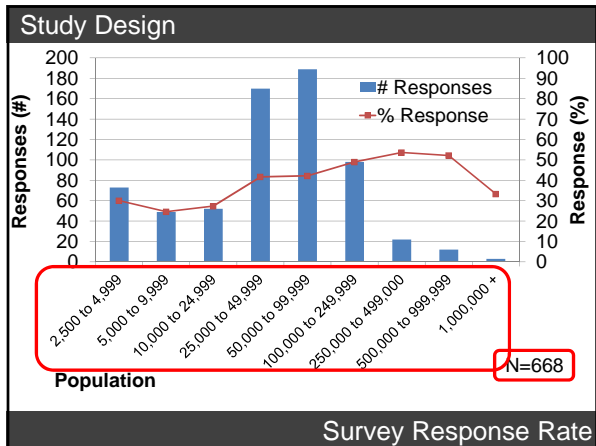 Study Design
Responses (#)
200
180
160
140
120
100
80
60
40
20
0
# Responses
% Response
100
90
80
70
60
50
40
30
20
10
0
Response (%)
2,500 to 4,999
5,000 to 9,999
10,000 to 24,999
25,000 to 49,999
50,000 to 99,999
100,000 to 249,999
250,000 to 499,000
500,000 to 999,999
1,000,000 +
Population
N=668
Survey Response Rate